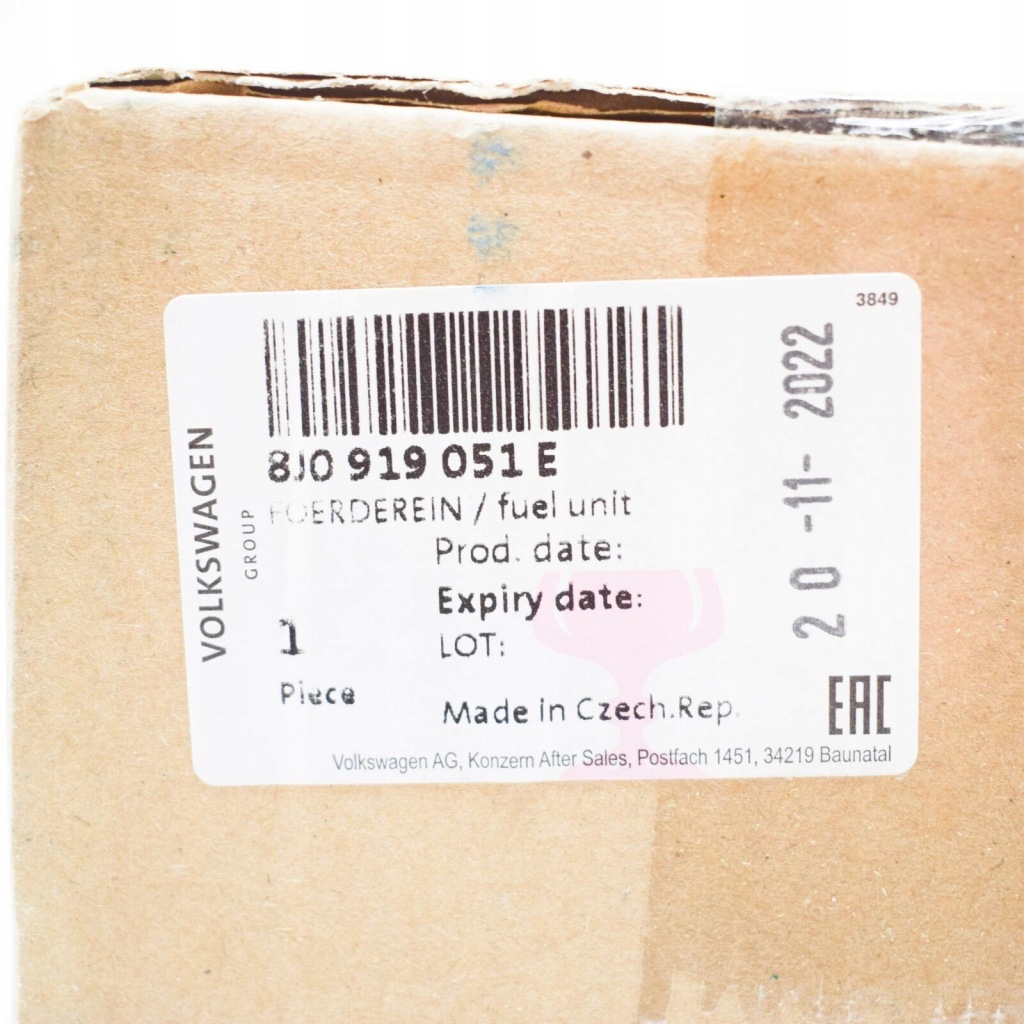 3849
8J0 919 051 E
FOERDEREIN / fuel unit
Prod. date:
Expiry date:
LOT:
1
Piece
Made in Czech.Rep.
Volkswagen AG, Konzern After Sales, Postfach 1451, 34219 Baunatal
VOLKSWAGEN
GROUP
20-11-2022
EAC